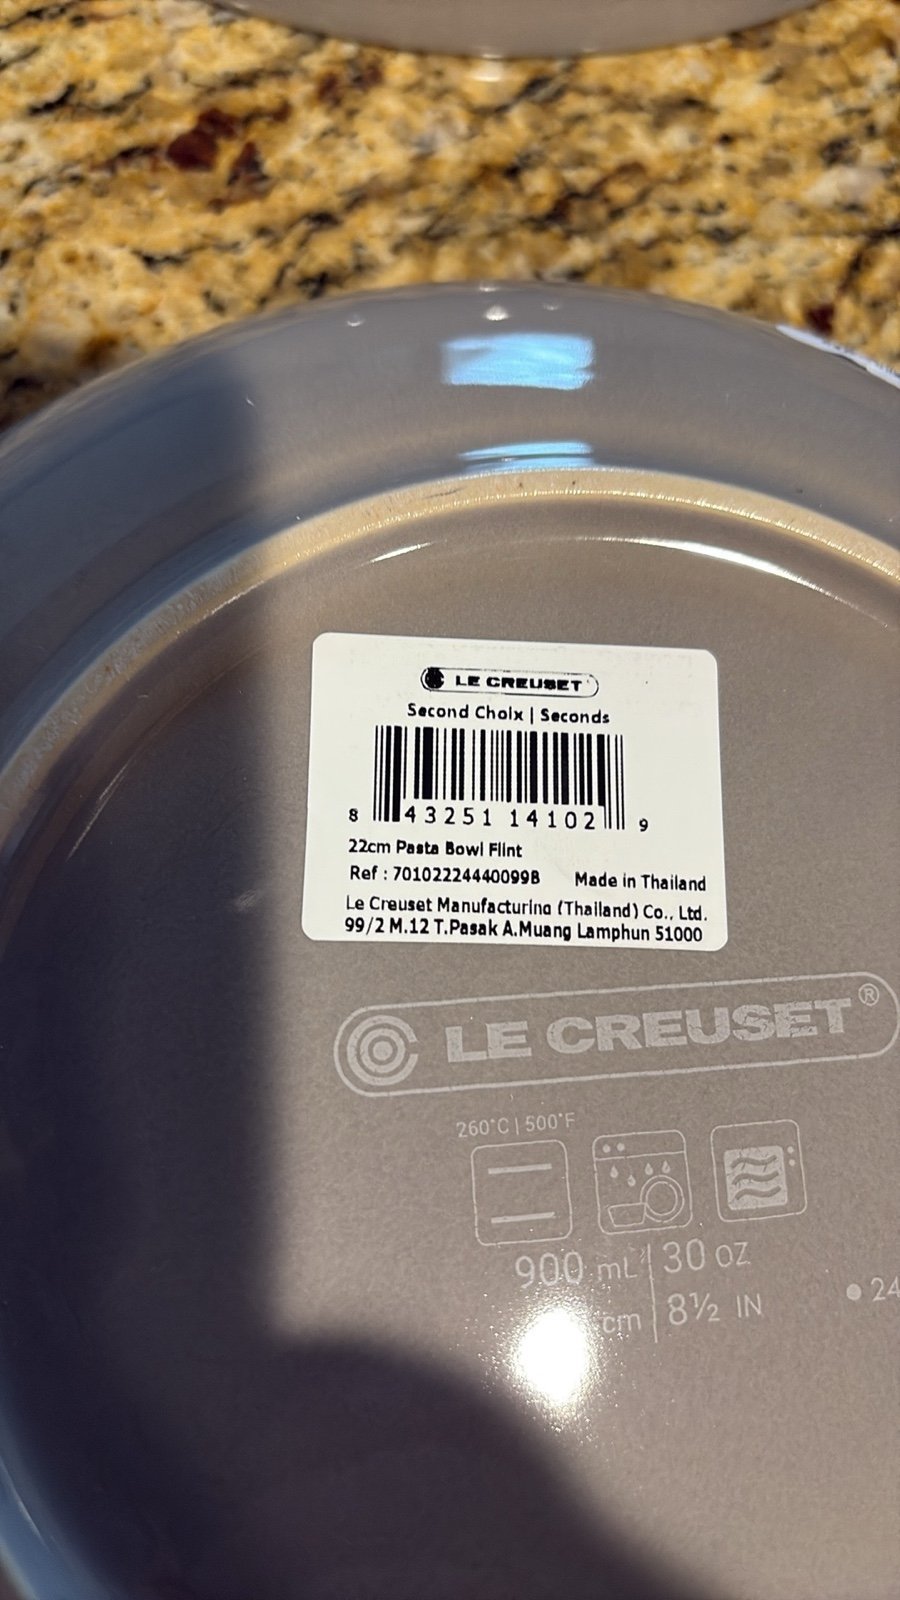 LE CREUSET
Second Choix | Seconds
8 43251 14102 9
22cm Pasta Bowl Flint
Ref : 70102224440099B Made in Thailand
Le Creuset Manufacturing (Thailand) Co., Ltd.
99/2 M.12 T.Pasak A.Muang Lamphun 51000
LE CREUSET®
260°C | 500°F
900 mL | 30 OZ
cm | 8½ IN
24